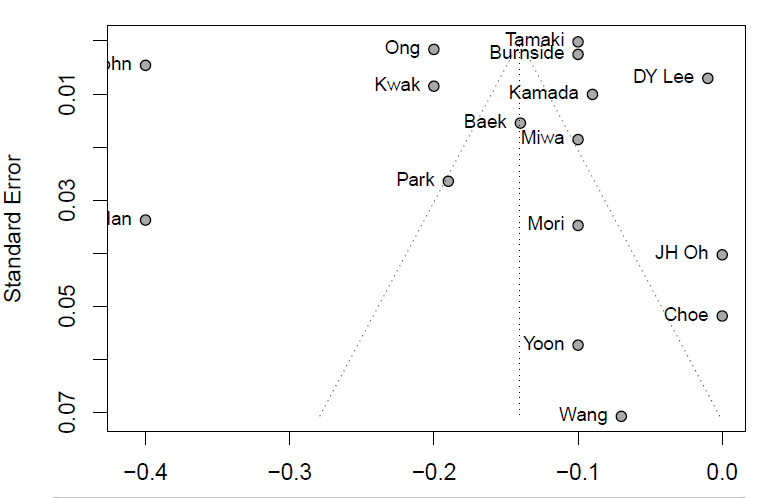 Tamaki
Ong
Burnside
ohn
DY Lee
Kwak
Kamada
Baek
Miwa
Park
lan
Mori
JH Oh
Choe
Yoon
Wang
Standard Error
0.01
0.03
0.05
0.07
−0.4
−0.3
−0.2
−0.1
0.0